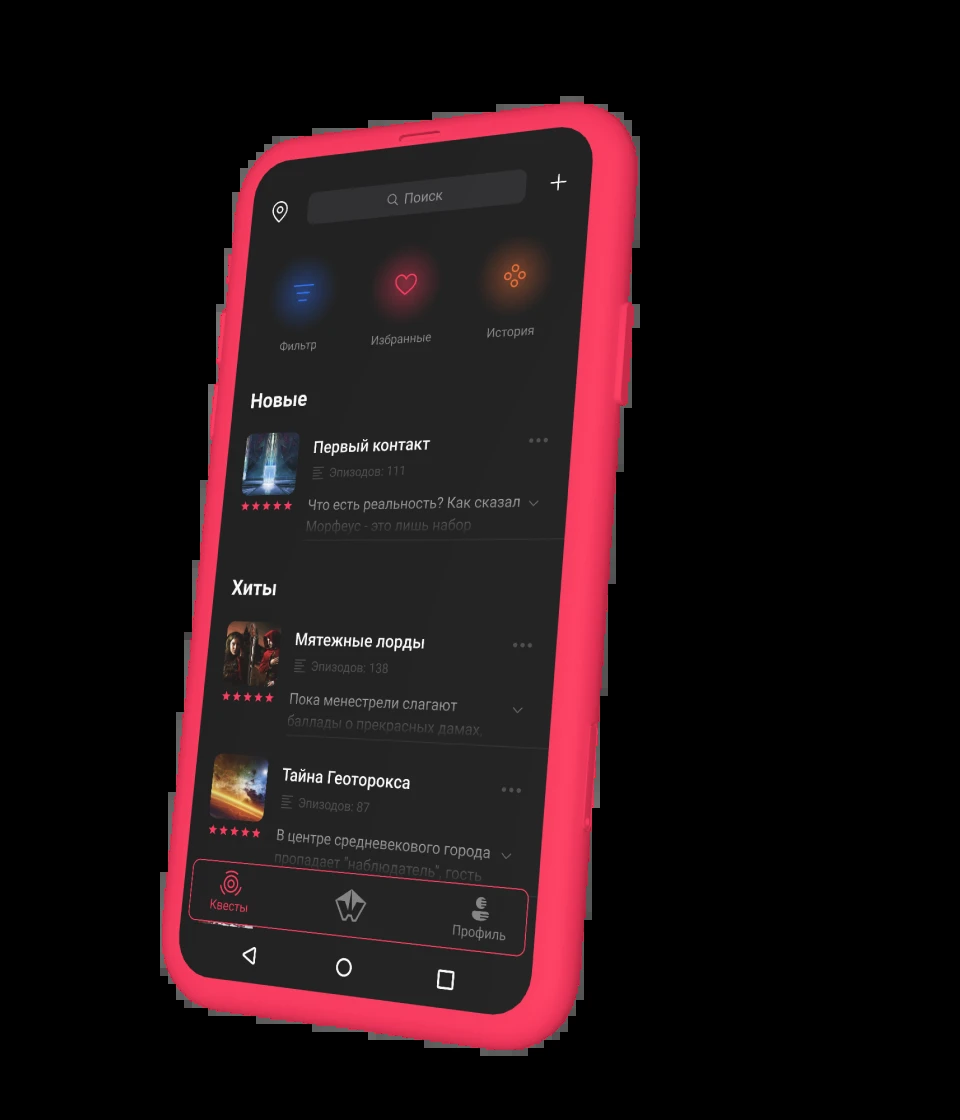 Поиск
Фильтр
Избранные
История
Новые
Первый контакт
Эпизодов: 111
Что есть реальность? Как сказал
Морфеус - это лишь набор
Хиты
Мятежные лорды
Эпизодов: 138
Пока менестрели слагают
баллады о прекрасных дамах,
Тайна Геоторокса
Эпизодов: 87
В центре средневекового города
пропадает "наблюдатель", гость
Квесты
Профиль